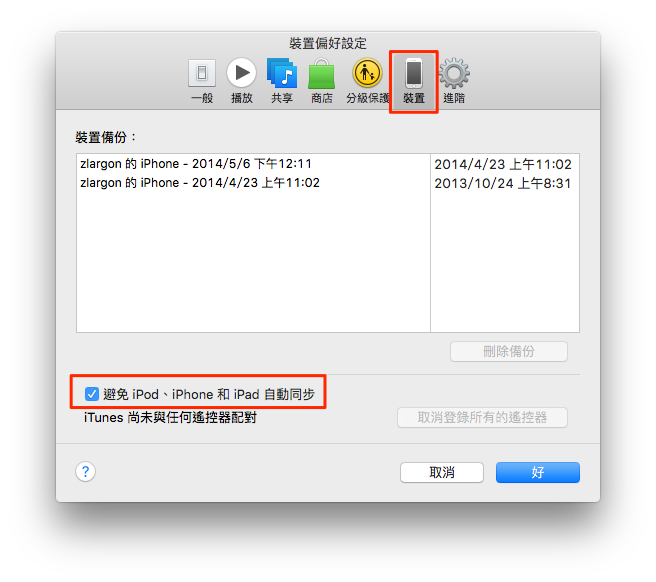 裝置偏好設定
一般 播放 共享 商店 分級保護 裝置 進階
裝置備份：
zlargon 的 iPhone - 2014/5/6 下午12:11 2014/4/23 上午11:02
zlargon 的 iPhone - 2014/4/23 上午11:02 2013/10/24 上午8:31
刪除備份
避免 iPod、iPhone 和 iPad 自動同步
iTunes 尚未與任何遙控器配對 取消登錄所有的遙控器
? 取消 好